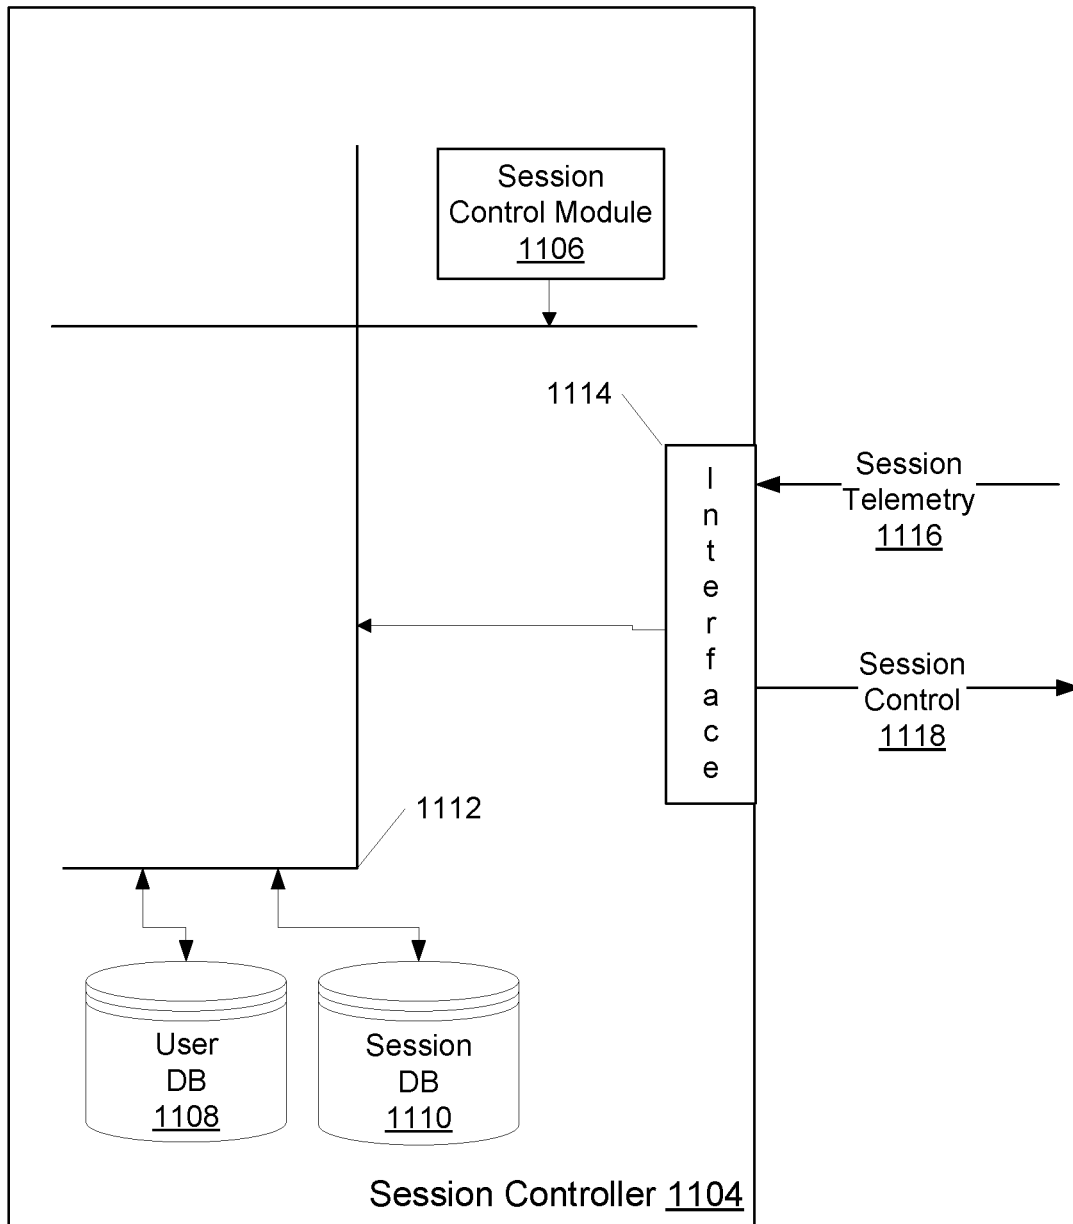 Session
Control Module
1106
1114
Interface
Session
Telemetry
1116
Session
Control
1118
1112
User
DB
1108
Session
DB
1110
Session Controller 1104